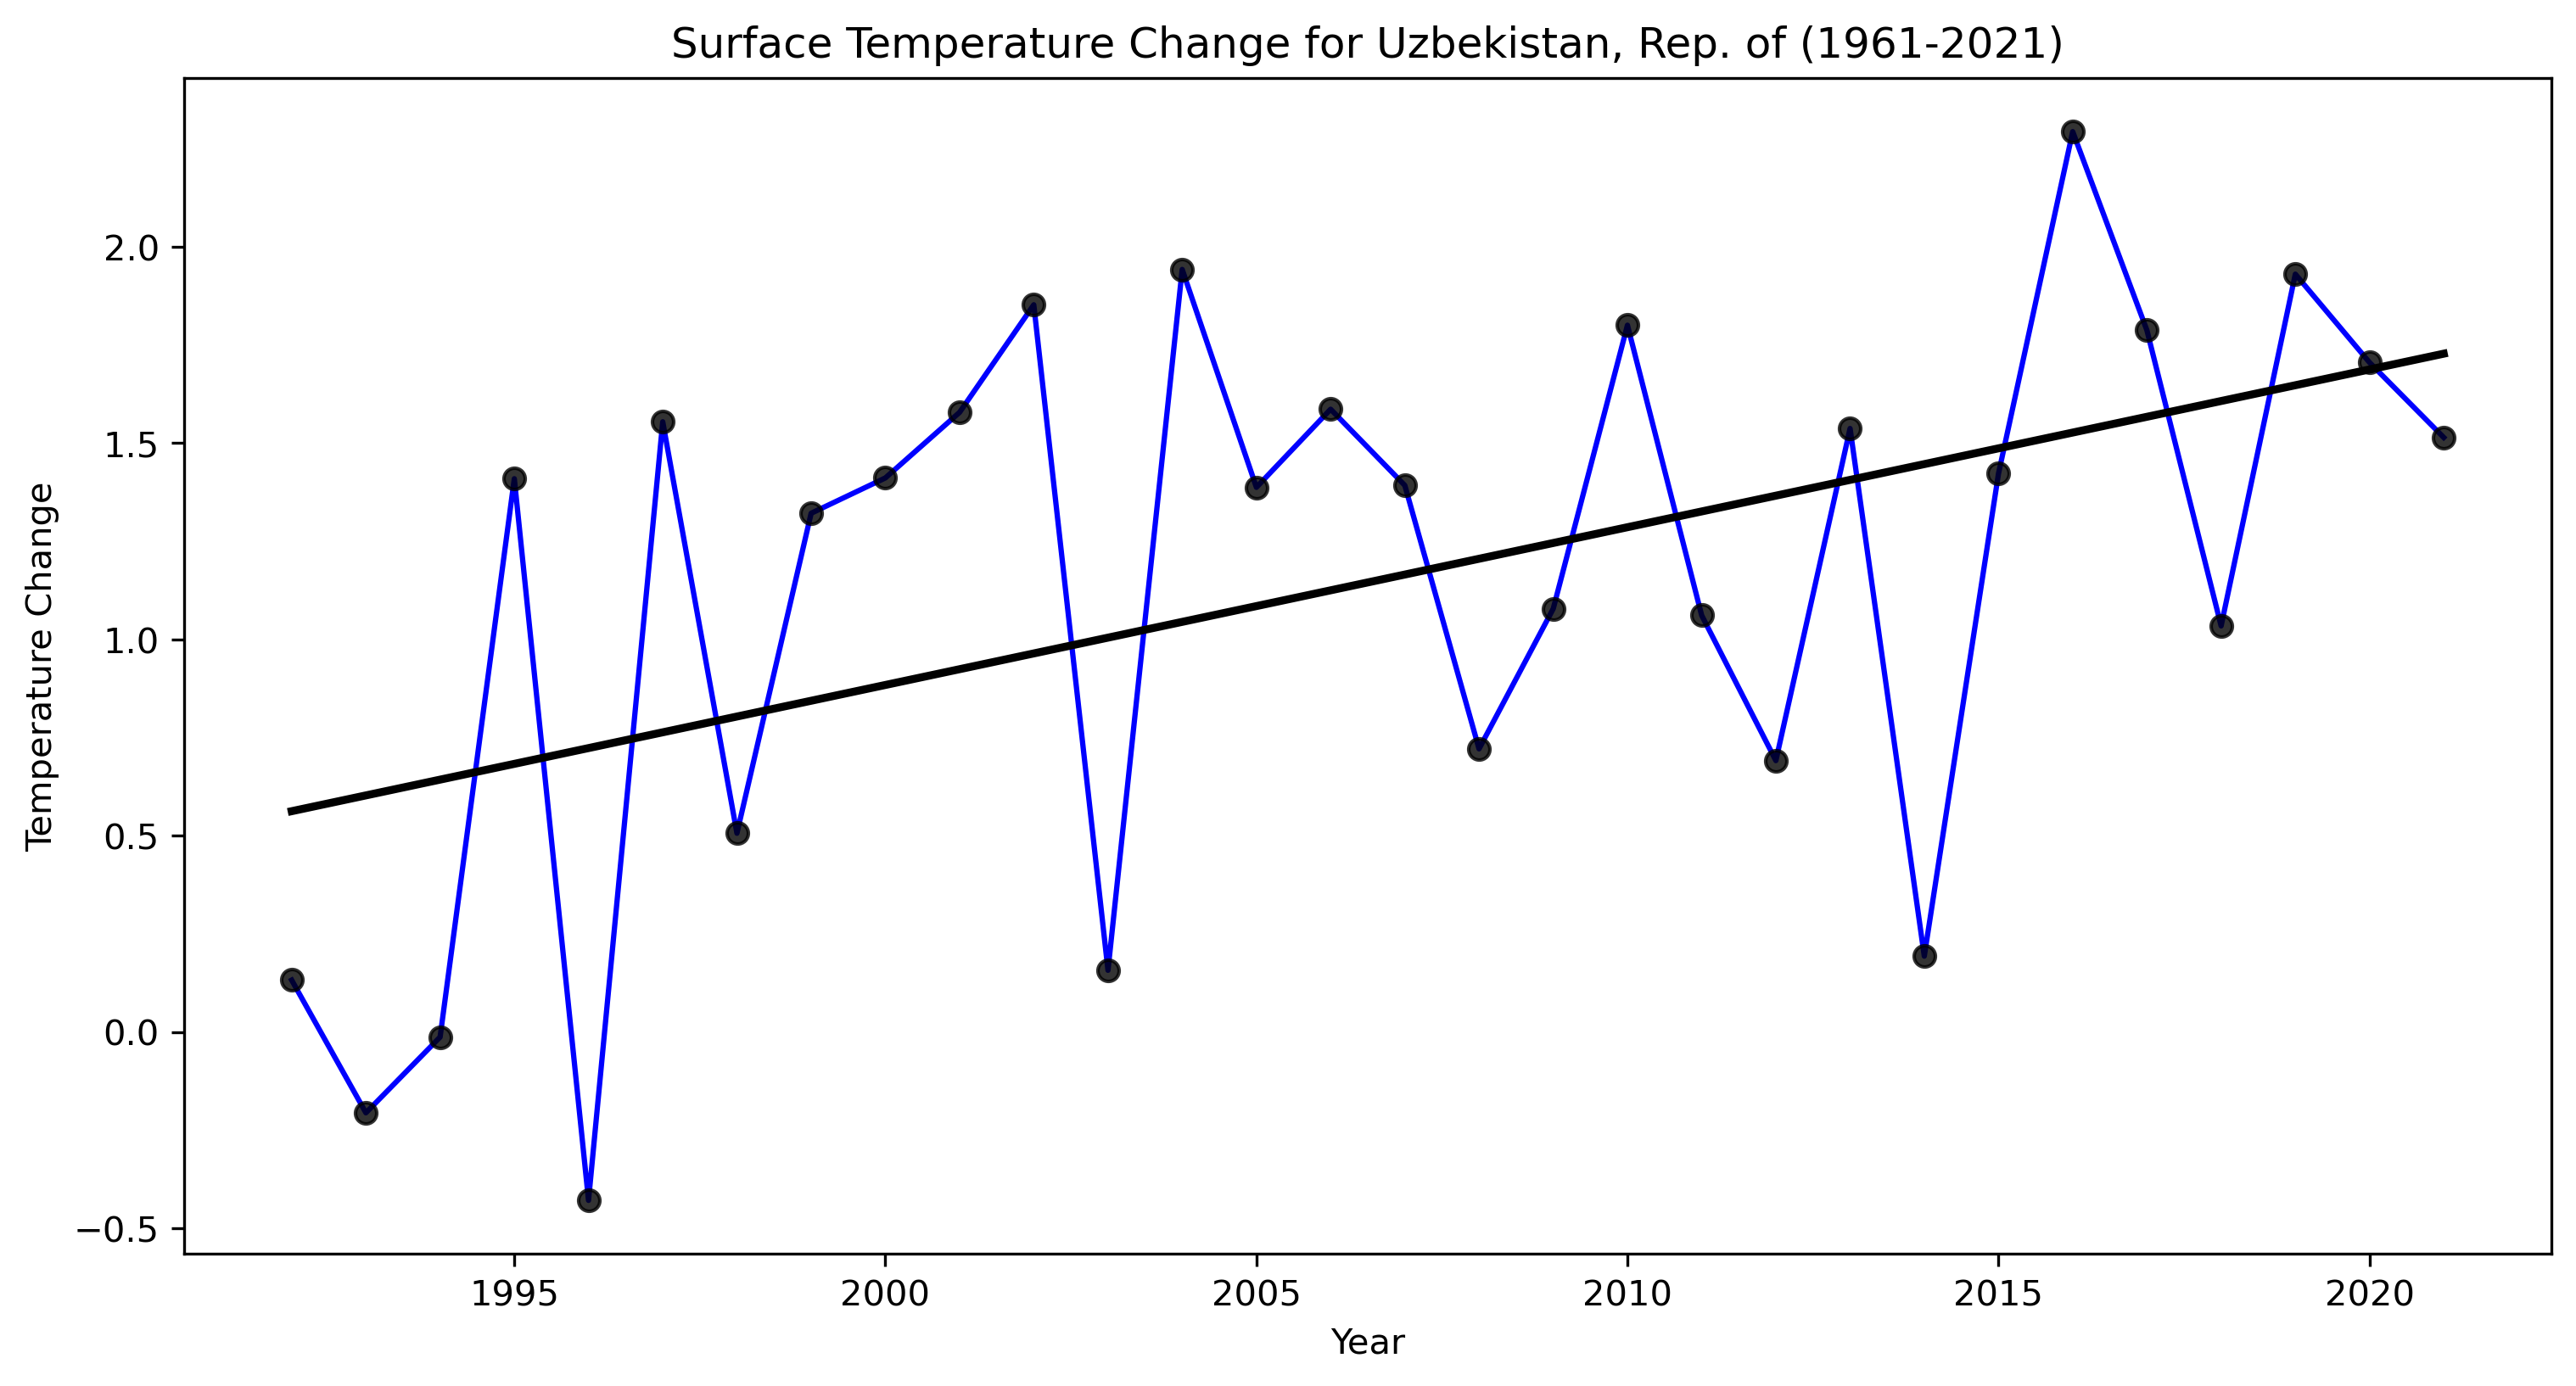 Surface Temperature Change for Uzbekistan, Rep. of (1961-2021)
Temperature Change
2.0
1.5
1.0
0.5
0.0
−0.5
1995 2000 2005 2010 2015 2020
Year